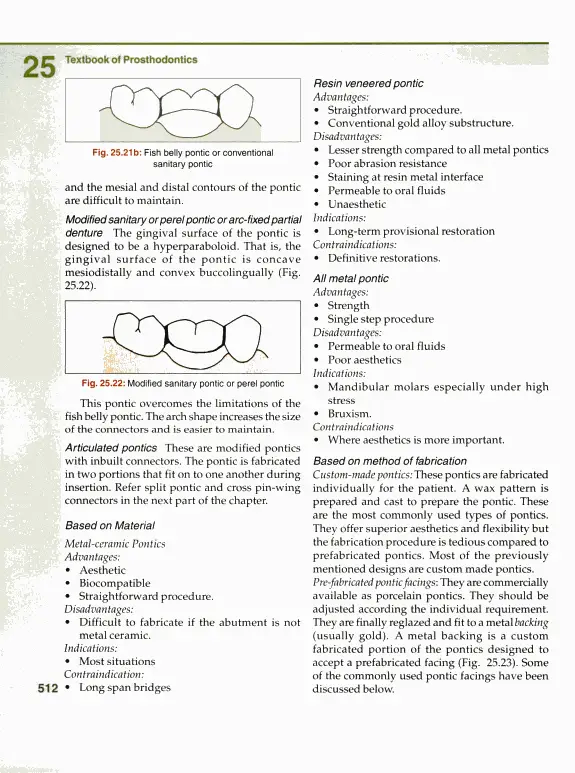 25
Textbook of Prosthodontics
Fig. 25.21b: Fish belly pontic or conventional
sanitary pontic
and the mesial and distal contours of the pontic
are difficult to maintain.
Modified sanitary or perel pontic or arc-fixed partial
denture The gingival surface of the pontic is
designed to be a hyperparaboloid. That is, the
gingival surface of the pontic is concave
mesiodistally and convex buccolingually (Fig.
25.22).
Fig. 25.22: Modified sanitary pontic or perel pontic
This pontic overcomes the limitations of the
fish belly pontic. The arch shape increases the size
of the connectors and is easier to maintain.
Articulated pontics These are modified pontics
with inbuilt connectors. The pontic is fabricated
in two portions that fit on to one another during
insertion. Refer split pontic and cross pin-wing
connectors in the next part of the chapter.
Based on Material
Metal-ceramic Pontics
Advantages:
• Aesthetic
• Biocompatible
• Straightforward procedure.
Disadvantages:
• Difficult to fabricate if the abutment is not
metal ceramic.
Indications:
• Most situations
Contraindication:
• Long span bridges
512
Resin veneered pontic
Advantages:
• Straightforward procedure.
• Conventional gold alloy substructure.
Disadvantages:
• Lesser strength compared to all metal pontics
• Poor abrasion resistance
• Staining at resin metal interface
• Permeable to oral fluids
• Unaesthetic
Indications:
• Long-term provisional restoration
Contraindications:
• Definitive restorations.
All metal pontic
Advantages:
• Strength
• Single step procedure
Disadvantages:
• Permeable to oral fluids
• Poor aesthetics
Indications:
• Mandibular molars especially under high
stress
• Bruxism.
Contraindications
• Where aesthetics is more important.
Based on method of fabrication
Custom-made pontics: These pontics are fabricated
individually for the patient. A wax pattern is
prepared and cast to prepare the pontic. These
are the most commonly used types of pontics.
They offer superior aesthetics and flexibility but
the fabrication procedure is tedious compared to
prefabricated pontics. Most of the previously
mentioned designs are custom made pontics.
Pre-fabricated pontic facings: They are commercially
available as porcelain pontics. They should be
adjusted according the individual requirement.
They are finally reglazed and fit to a metal backing
(usually gold). A metal backing is a custom
fabricated portion of the pontics designed to
accept a prefabricated facing (Fig. 25.23). Some
of the commonly used pontic facings have been
discussed below.